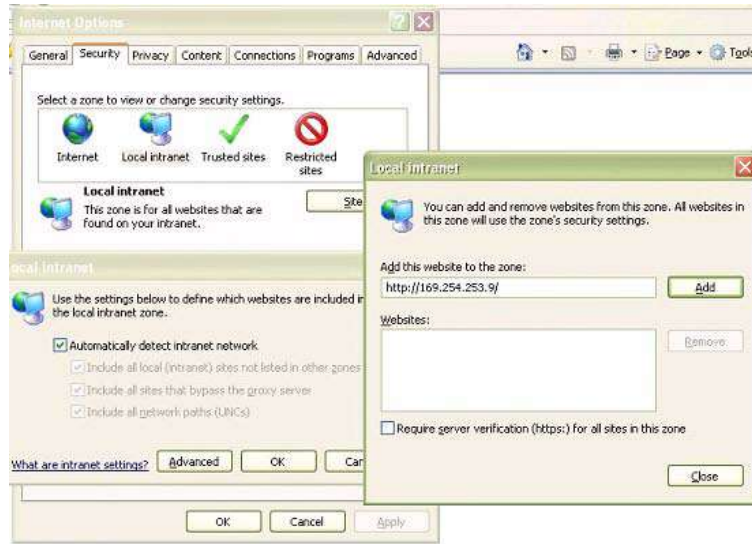 Internet Options
General Security Privacy Content Connections Programs Advanced
Page Tools
Select a zone to view or change security settings.
Internet Local intranet Trusted sites Restricted
sites
Local intranet
This zone is for all websites that are
found on your intranet.
Local intranet
You can add and remove websites from this zone. All websites in
this zone will use the zone's security settings.
Add this website to the zone:
http://169.254.253.9/ Add
Websites:
Remove
Require server verification (https:) for all sites in this zone
Close
Local intranet
Use the settings below to define which websites are included
the local intranet zone.
Automatically detect intranet network
Include all local (intranet) sites not listed in other zones
Include all sites that bypass the proxy server
Include all network paths (UNCs)
What are intranet settings? Advanced OK
OK Cancel Apply